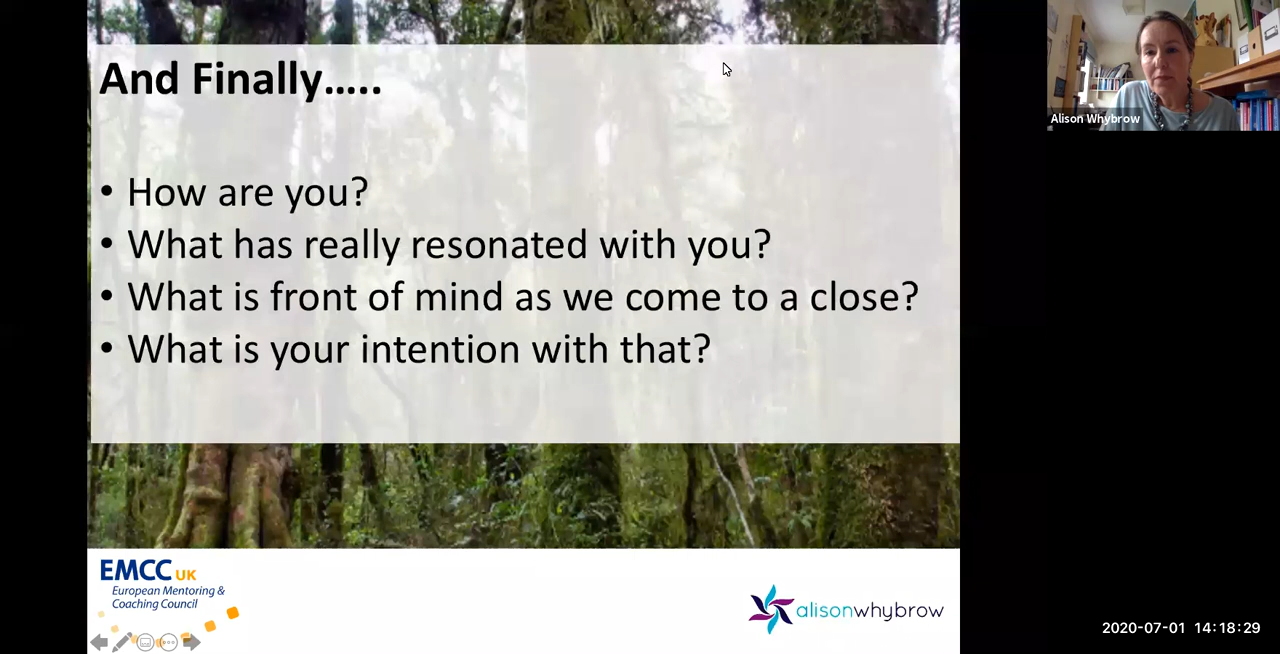 And Finally…..
• How are you?
• What has really resonated with you?
• What is front of mind as we come to a close?
• What is your intention with that?
Alison Whybrow
EMCC UK
European Mentoring &
Coaching Council
alisonwhybrow
2020-07-01 14:18:29